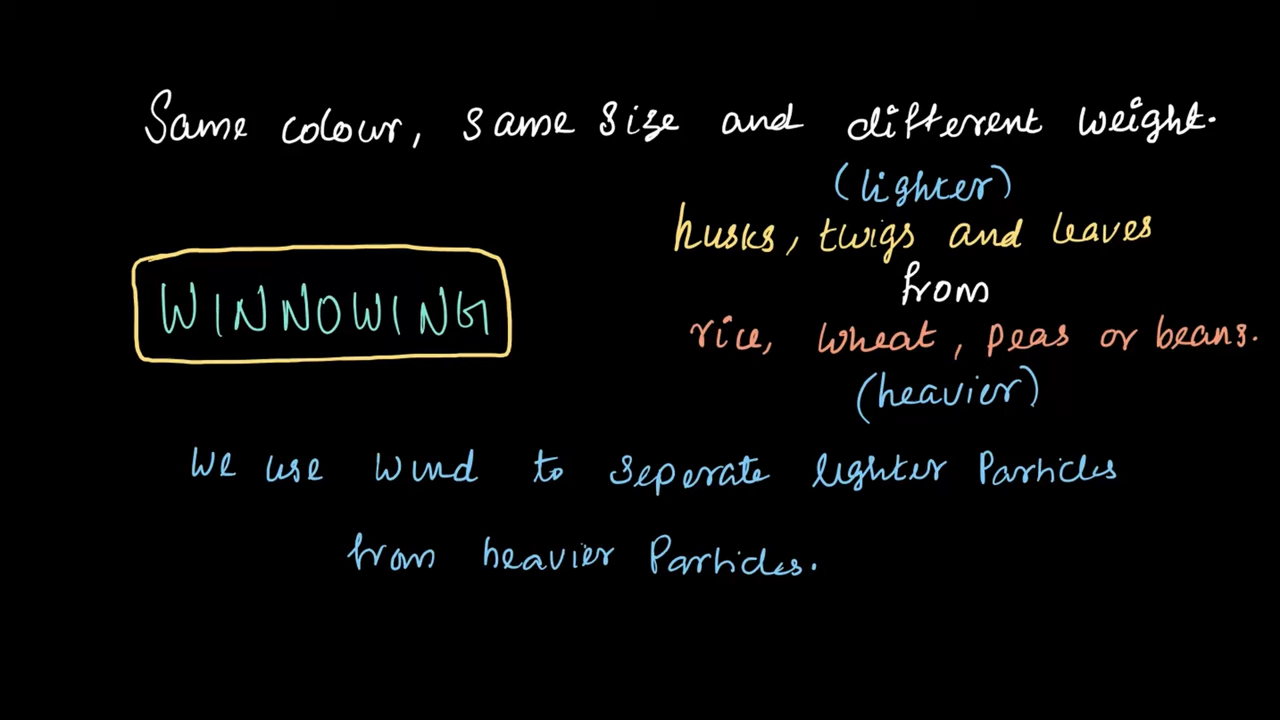 Same colour, same size and different weight.
(lighter)
husks, twigs and leaves
from
WINNOWING
rice, wheat, peas or beans.
(heavier)
We use wind to seperate lighter Particles
from heavier Particles.